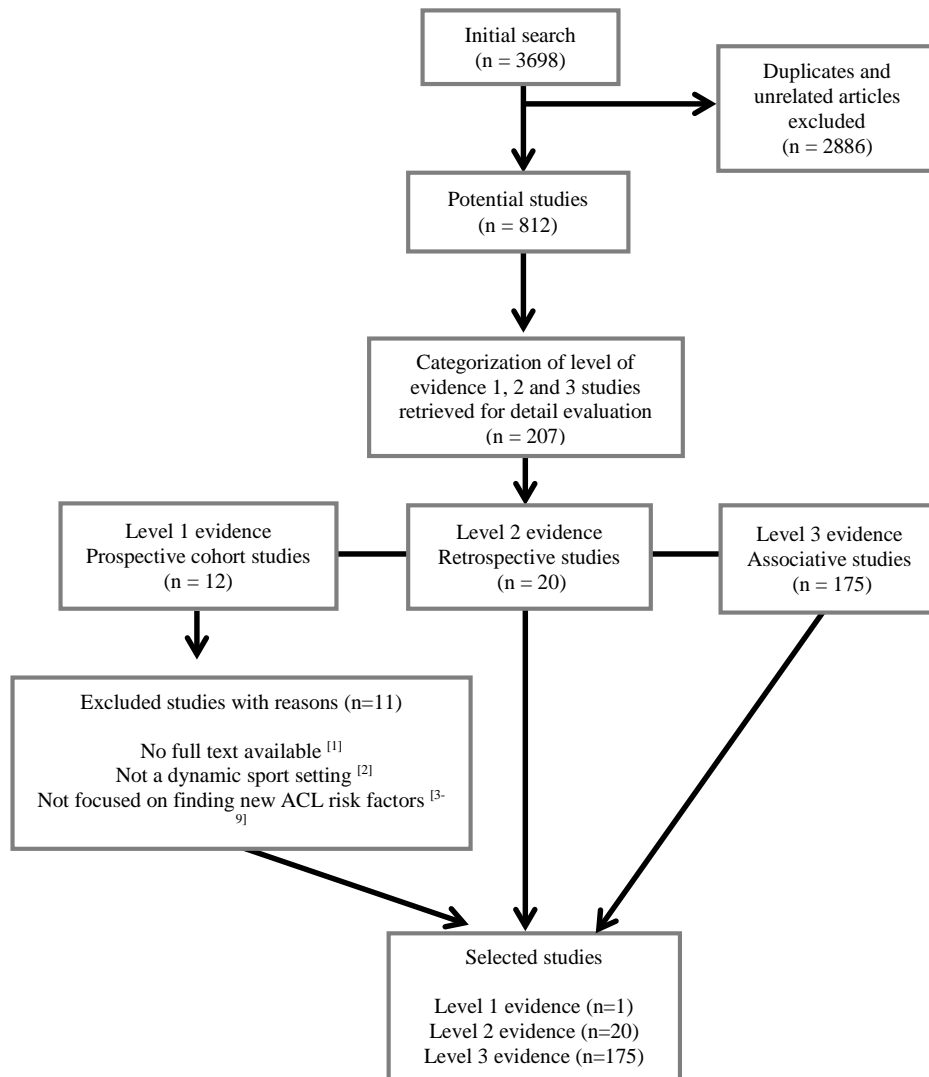 Initial search
(n = 3698)
Duplicates and
unrelated articles
excluded
(n = 2886)
Potential studies
(n = 812)
Categorization of level of
evidence 1, 2 and 3 studies
retrieved for detail evaluation
(n = 207)
Level 1 evidence
Prospective cohort studies
(n = 12)
Level 2 evidence
Retrospective studies
(n = 20)
Level 3 evidence
Associative studies
(n = 175)
Excluded studies with reasons (n=11)
No full text available [1]
Not a dynamic sport setting [2]
Not focused on finding new ACL risk factors [3-
9]
Selected studies
Level 1 evidence (n=1)
Level 2 evidence (n=20)
Level 3 evidence (n=175)